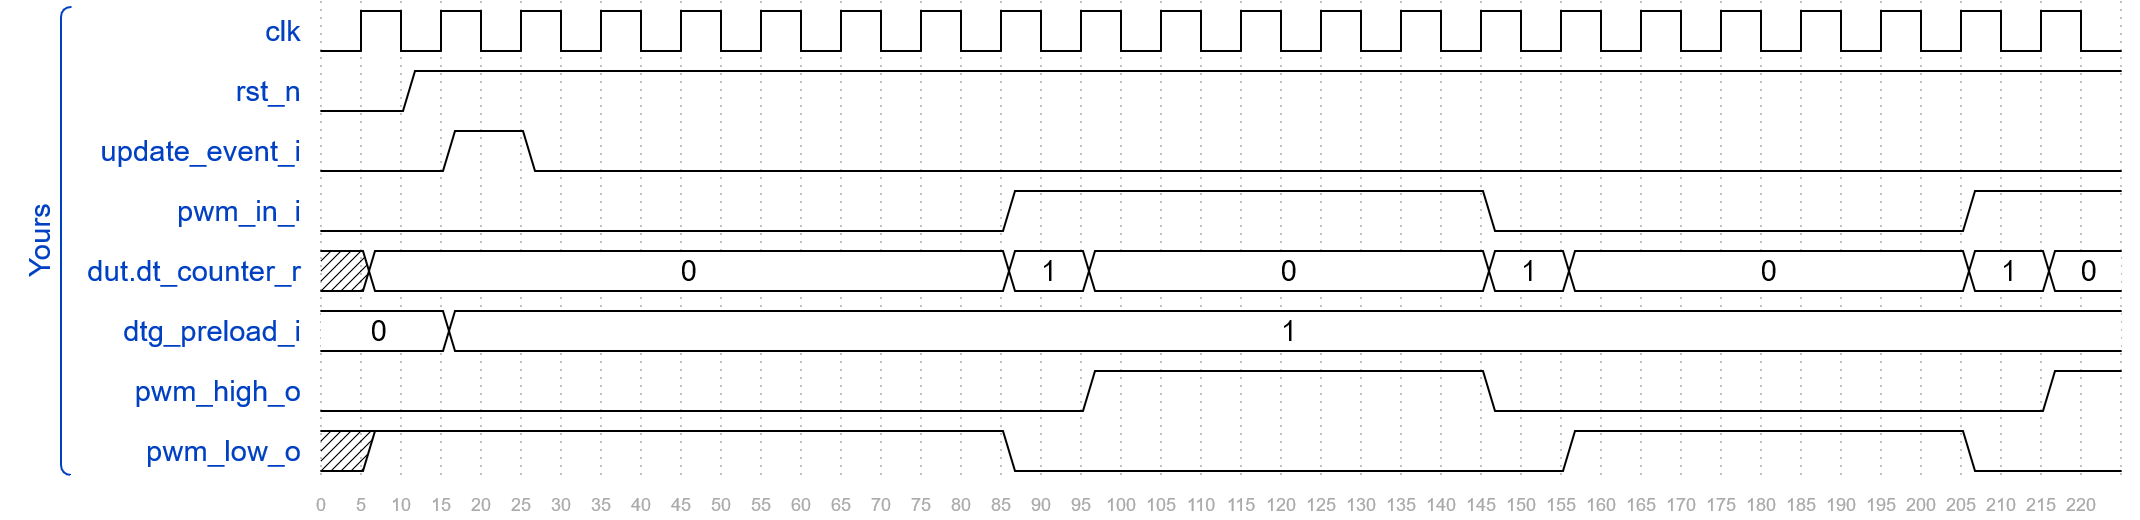 Yours
clk
rst_n
update_event_i
pwm_in_i
dut.dt_counter_r 0 1 0 1 0 1 0
dtg_preload_i 0 1
pwm_high_o
pwm_low_o
0 5 10 15 20 25 30 35 40 45 50 55 60 65 70 75 80 85 90 95 100 105 110 115 120 125 130 135 140 145 150 155 160 165 170 175 180 185 190 195 200 205 210 215 220